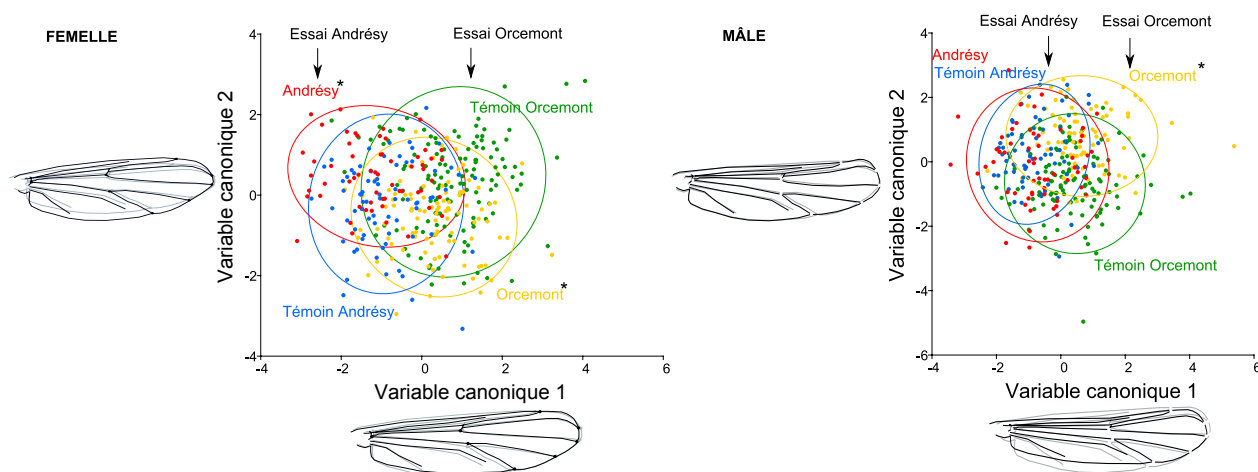 FEMELLE
Essai Andrésy
Essai Orcemont
Andrésy*
Témoin Orcemont
Orcemont*
Témoin Andrésy
Variable canonique 2
4
2
0
-2
-4
-4
-2
0
2
4
6
Variable canonique 1
MÂLE
Essai Andrésy
Essai Orcemont
Andrésy
Témoin Andrésy
Orcemont*
Témoin Orcemont
Variable canonique 2
4
2
0
-2
-4
-6
-4
-2
0
2
4
6
Variable canonique 1